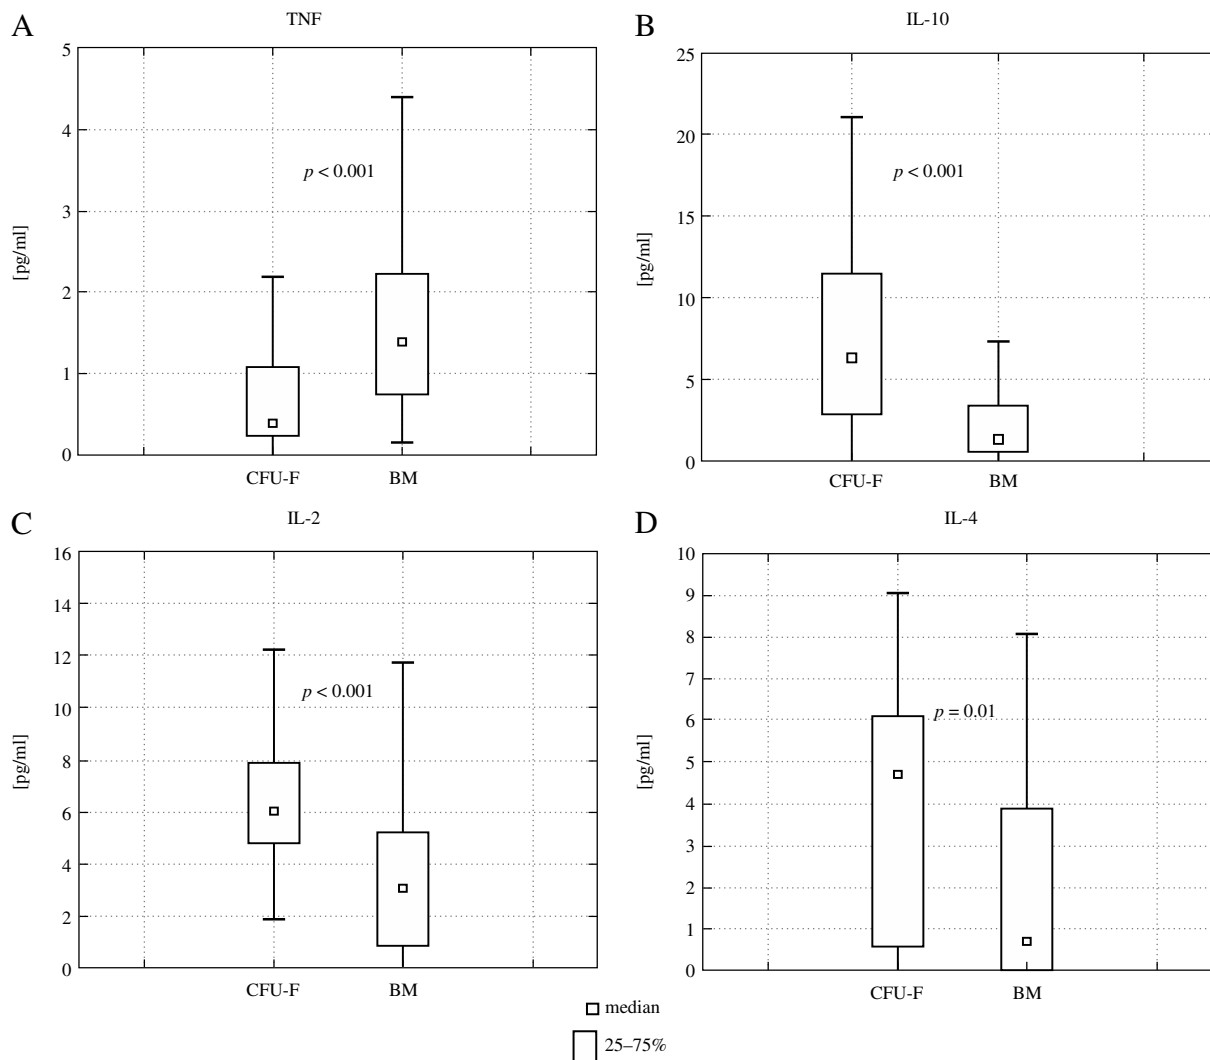 A
TNF
[pg/ml]
5
4
3
2
1
0
p < 0.001
CFU-F
BM
B
IL-10
[pg/ml]
25
20
15
10
5
0
p < 0.001
CFU-F
BM
C
IL-2
[pg/ml]
16
14
12
10
8
6
4
2
0
p < 0.001
CFU-F
BM
D
IL-4
[pg/ml]
10
9
8
7
6
5
4
3
2
1
0
p = 0.01
CFU-F
BM
median
25–75%